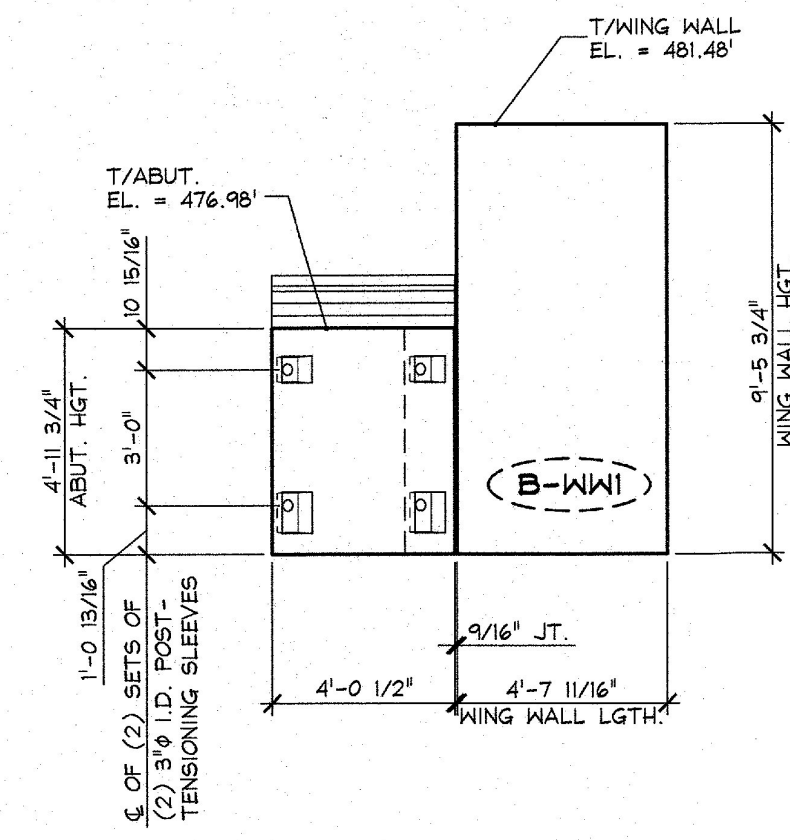 T/WING WALL
EL. = 481.48'
T/ABUT.
EL. = 476.98'
10 15/16"
4'-11 3/4"
ABUT. HGT.
3'-0"
1'-0 13/16"
℄ OF (2) SETS OF
(2) 3"ϕ I.D. POST-
TENSIONING SLEEVES
9'-5 3/4"
WING WALL HGT.
B-WW1
9/16" JT.
4'-0 1/2"
4'-7 11/16"
WING WALL LGTH.